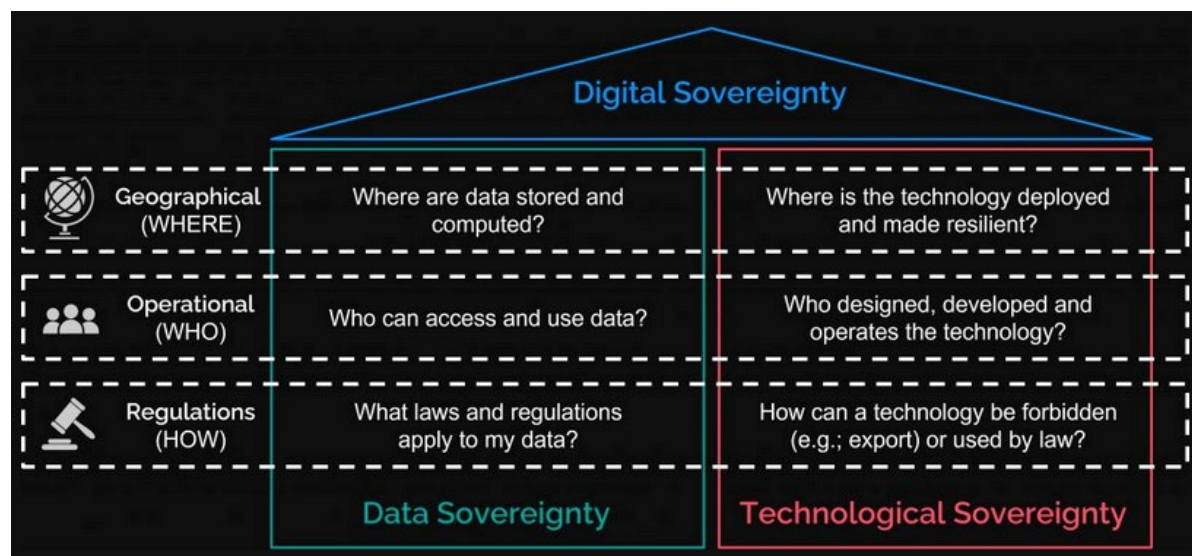 Digital Sovereignty
Geographical
(WHERE)
Where are data stored and
computed?
Where is the technology deployed
and made resilient?
Operational
(WHO)
Who can access and use data?
Who designed, developed and
operates the technology?
Regulations
(HOW)
What laws and regulations
apply to my data?
How can a technology be forbidden
(e.g.; export) or used by law?
Data Sovereignty
Technological Sovereignty